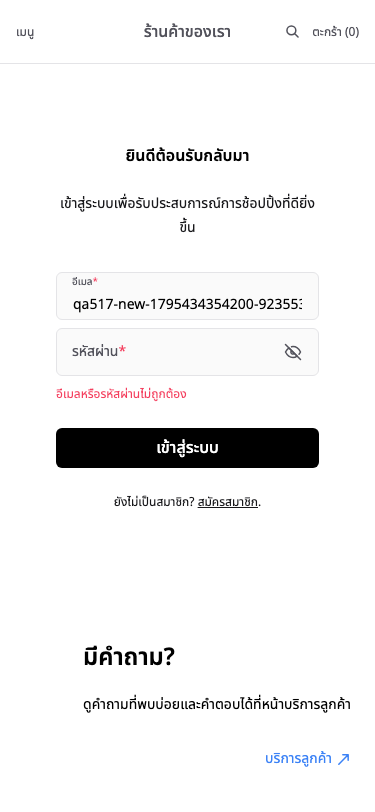 เมนู
ร้านค้าของเรา
ตะกร้า (0)
ยินดีต้อนรับกลับมา
เข้าสู่ระบบเพื่อรับประสบการณ์การช้อปปิ้งที่ดียิ่ง
ขึ้น
อีเมล*
qa517-new-1795434354200-923553
รหัสผ่าน*
อีเมลหรือรหัสผ่านไม่ถูกต้อง
เข้าสู่ระบบ
ยังไม่เป็นสมาชิก? สมัครสมาชิก.
มีคำถาม?
ดูคำถามที่พบบ่อยและคำตอบได้ที่หน้าบริการลูกค้า
บริการลูกค้า